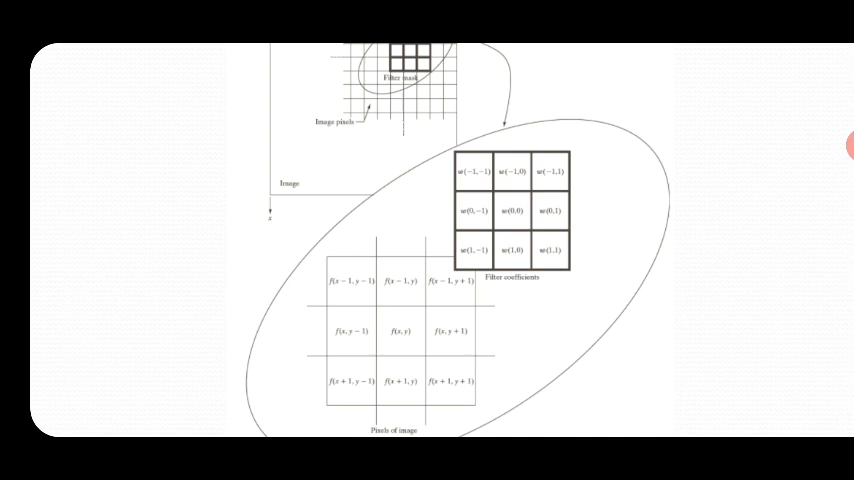 Filter mask
Image pixels
Image
x
w(−1, −1) w(−1,0) w(−1,1)
w(0, −1) w(0,0) w(0,1)
w(1, −1) w(1,0) w(1,1)
Filter coefficients
f(x − 1, y − 1) f(x − 1, y) f(x − 1, y + 1)
f(x, y − 1) f(x, y) f(x, y + 1)
f(x + 1, y − 1) f(x + 1, y) f(x + 1, y + 1)
Pixels of image